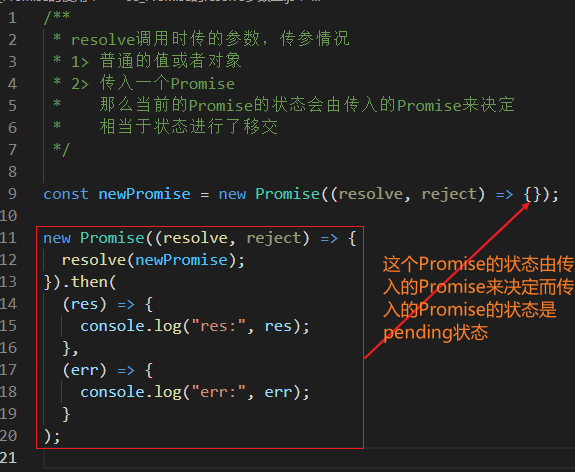 1 /**
2  * resolve调用时传的参数，传参情况
3  * 1> 普通的值或者对象
4  * 2> 传入一个Promise
5  *    那么当前的Promise的状态会由传入的Promise来决定
6  *    相当于状态进行了移交
7  */
8
9 const newPromise = new Promise((resolve, reject) => {});
10
11 new Promise((resolve, reject) => {
12   resolve(newPromise);
13 }).then(
14   (res) => {
15     console.log("res:", res);
16   },
17   (err) => {
18     console.log("err:", err);
19   }
20 );
21
这个Promise的状态由传
入的Promise来决定而传
入的Promise的状态是
pending状态